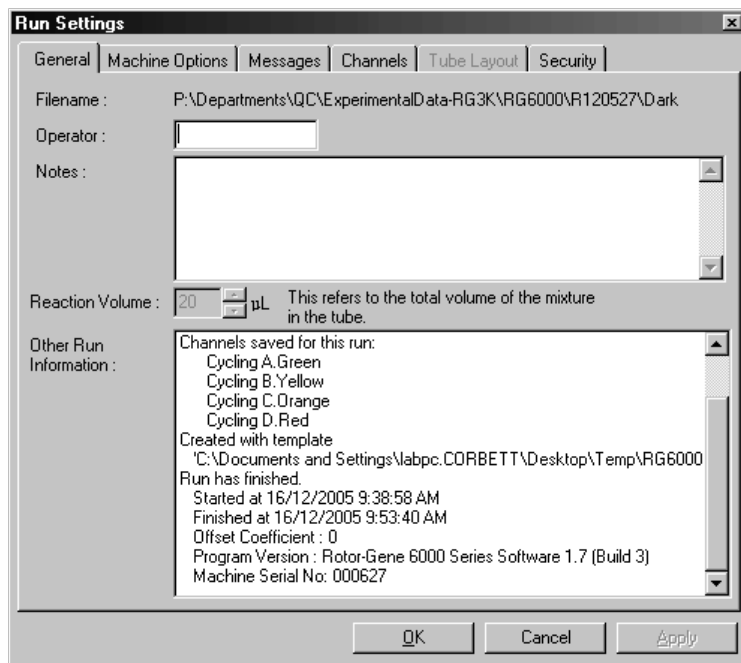 Run Settings
General Machine Options Messages Channels Tube Layout Security
Filename : P:\Departments\QC\ExperimentalData-RG3K\RG6000\R120527\Dark
Operator :
Notes :
Reaction Volume : 20 µL This refers to the total volume of the mixture
in the tube.
Other Run
Information :
Channels saved for this run:
Cycling A.Green
Cycling B.Yellow
Cycling C.Orange
Cycling D.Red
Created with template
'C:\Documents and Settings\labpc.CORBETT\Desktop\Temp\RG6000
Run has finished.
Started at 16/12/2005 9:38:58 AM
Finished at 16/12/2005 9:53:40 AM
Offset Coefficient : 0
Program Version : Rotor-Gene 6000 Series Software 1.7 (Build 3)
Machine Serial No: 000627
OK Cancel Apply